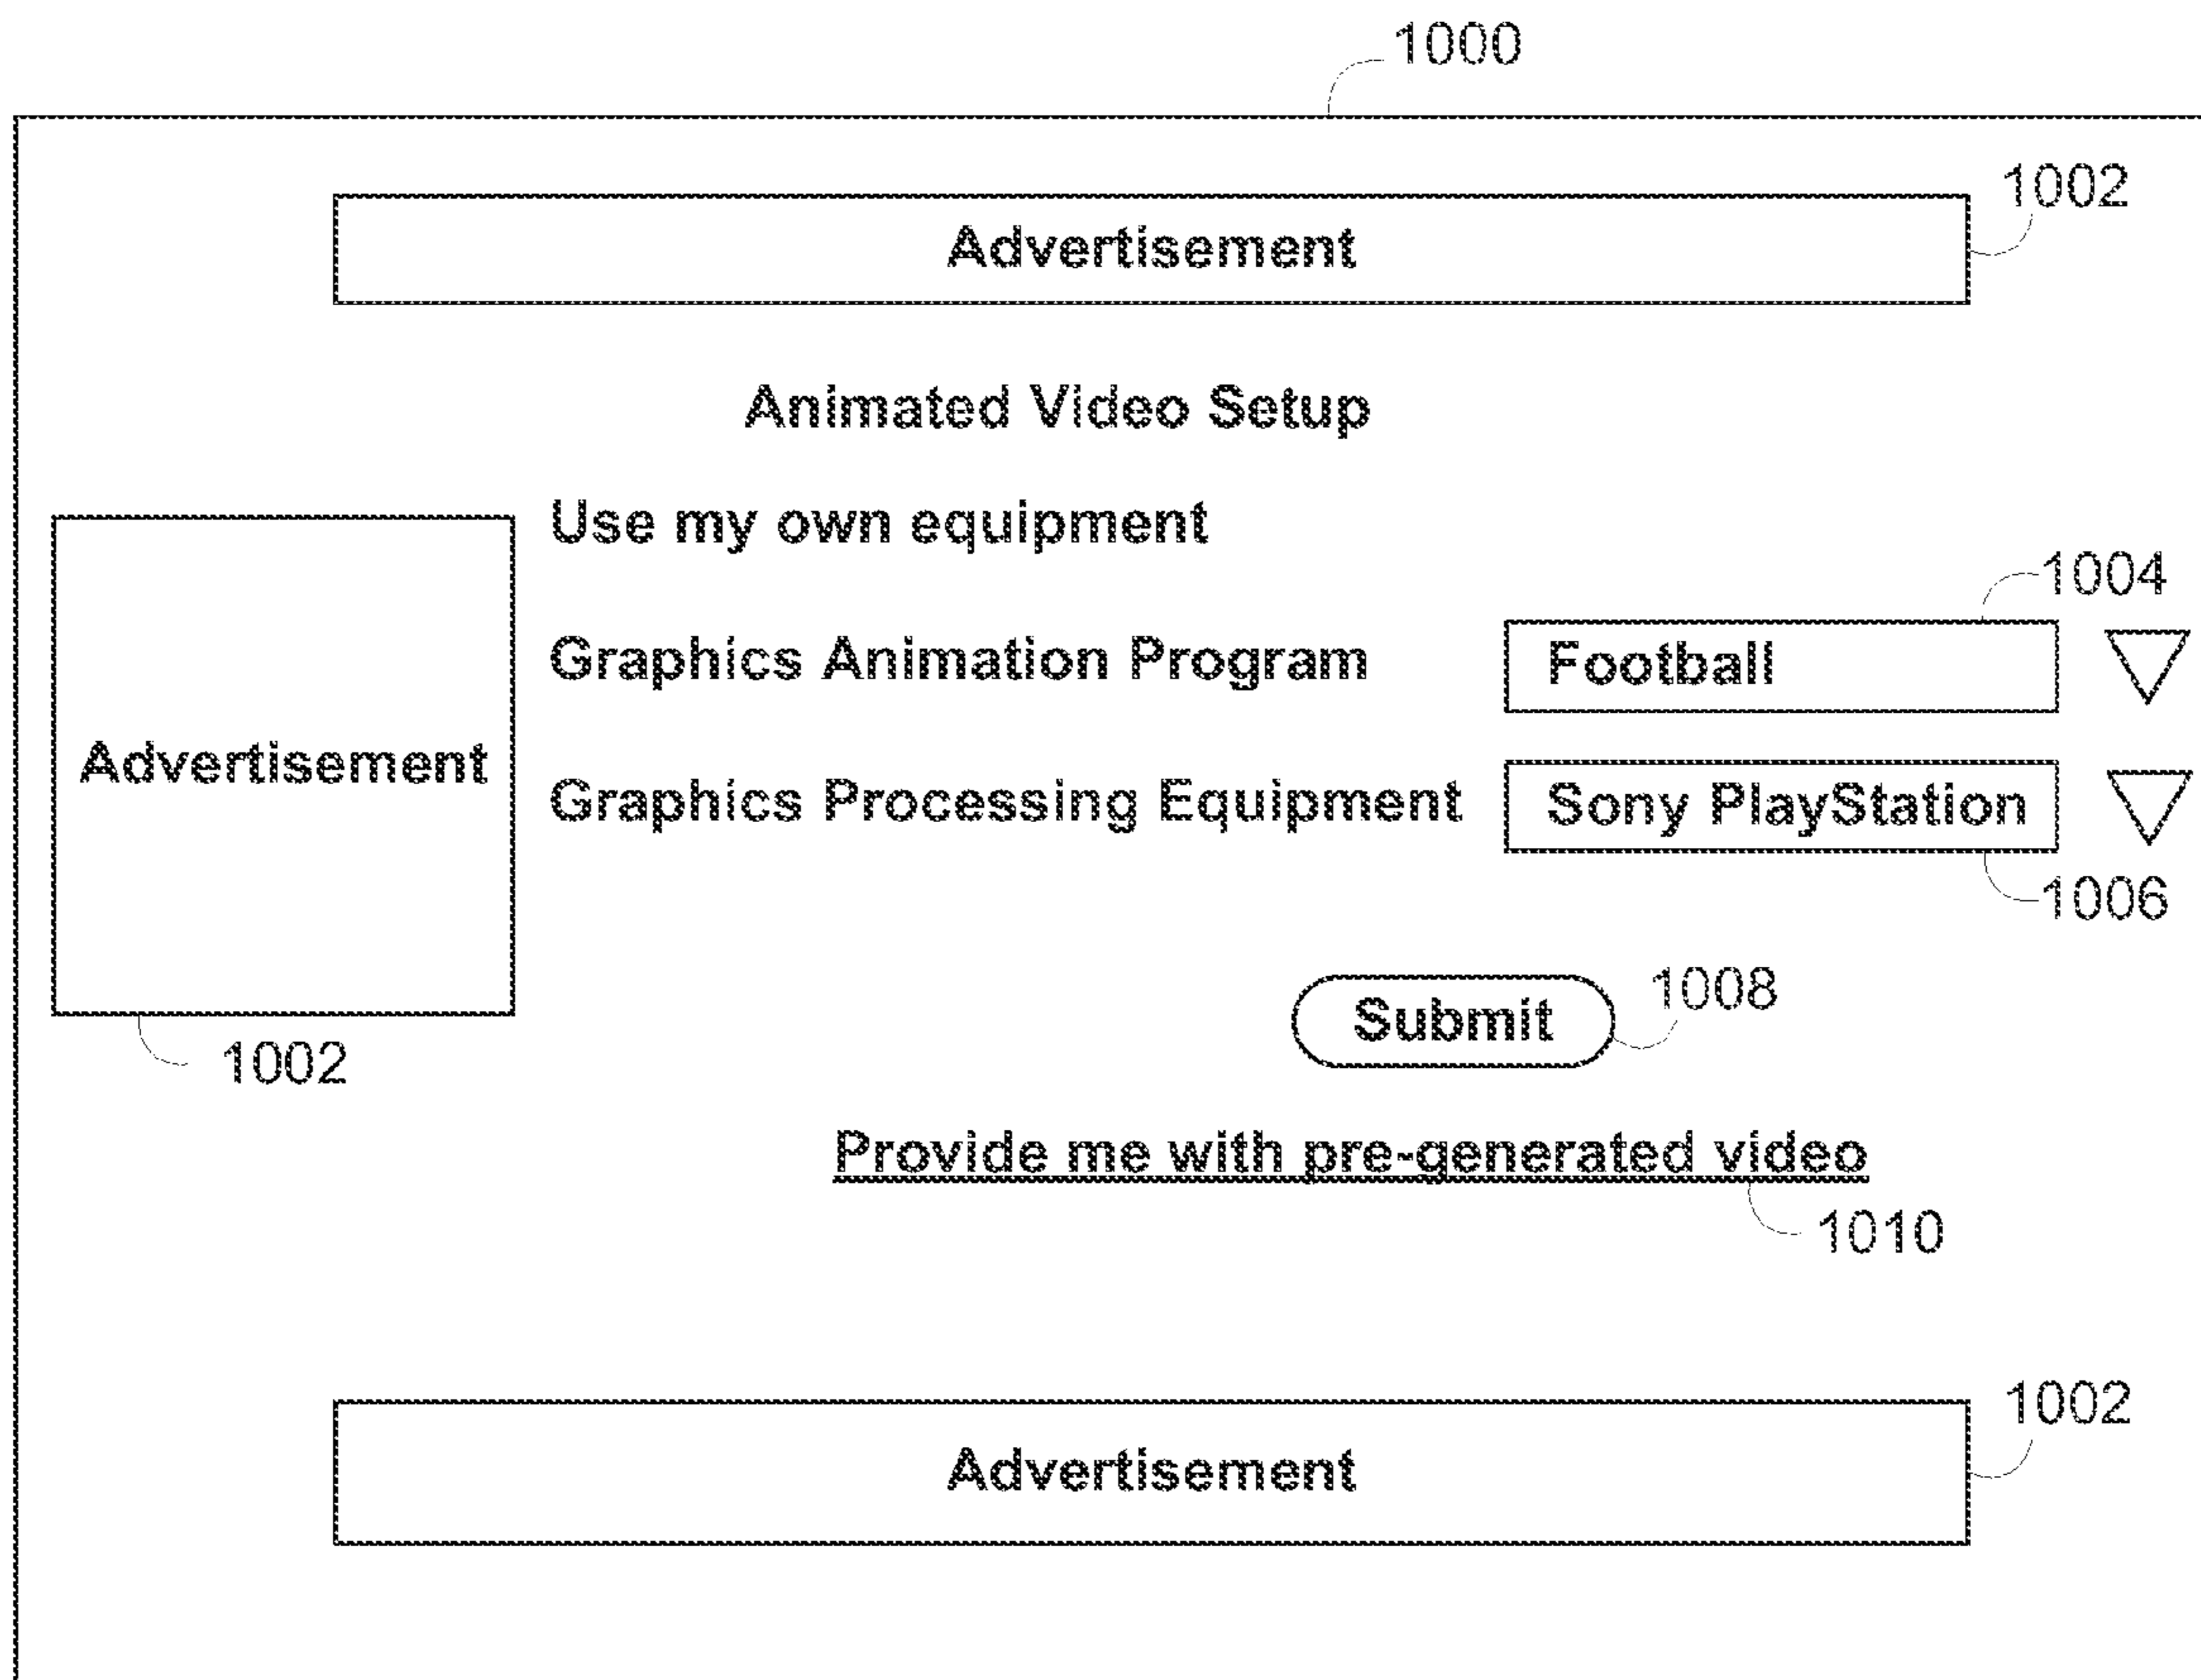 1000
1002
Advertisement
Animated Video Setup
Use my own equipment
1004
Graphics Animation Program Football
Advertisement
Graphics Processing Equipment Sony PlayStation
1006
Submit 1008
1002
Provide me with pre-generated video
1010
1002
Advertisement